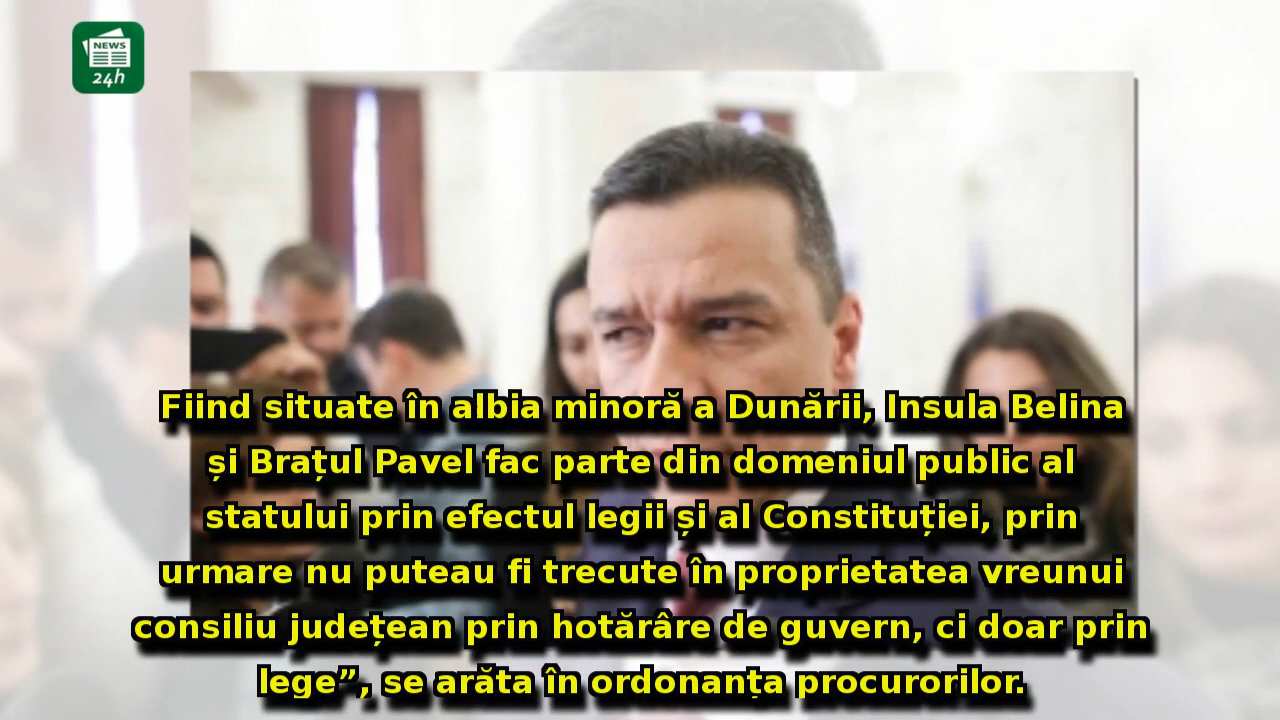 NEWS
24h
Fiind situate în albia minoră a Dunării, Insula Belina
și Brațul Pavel fac parte din domeniul public al
statului prin efectul legii și al Constituției, prin
urmare nu puteau fi trecute în proprietatea vreunui
consiliu județean prin hotărâre de guvern, ci doar prin
lege”, se arăta în ordonanța procurorilor.